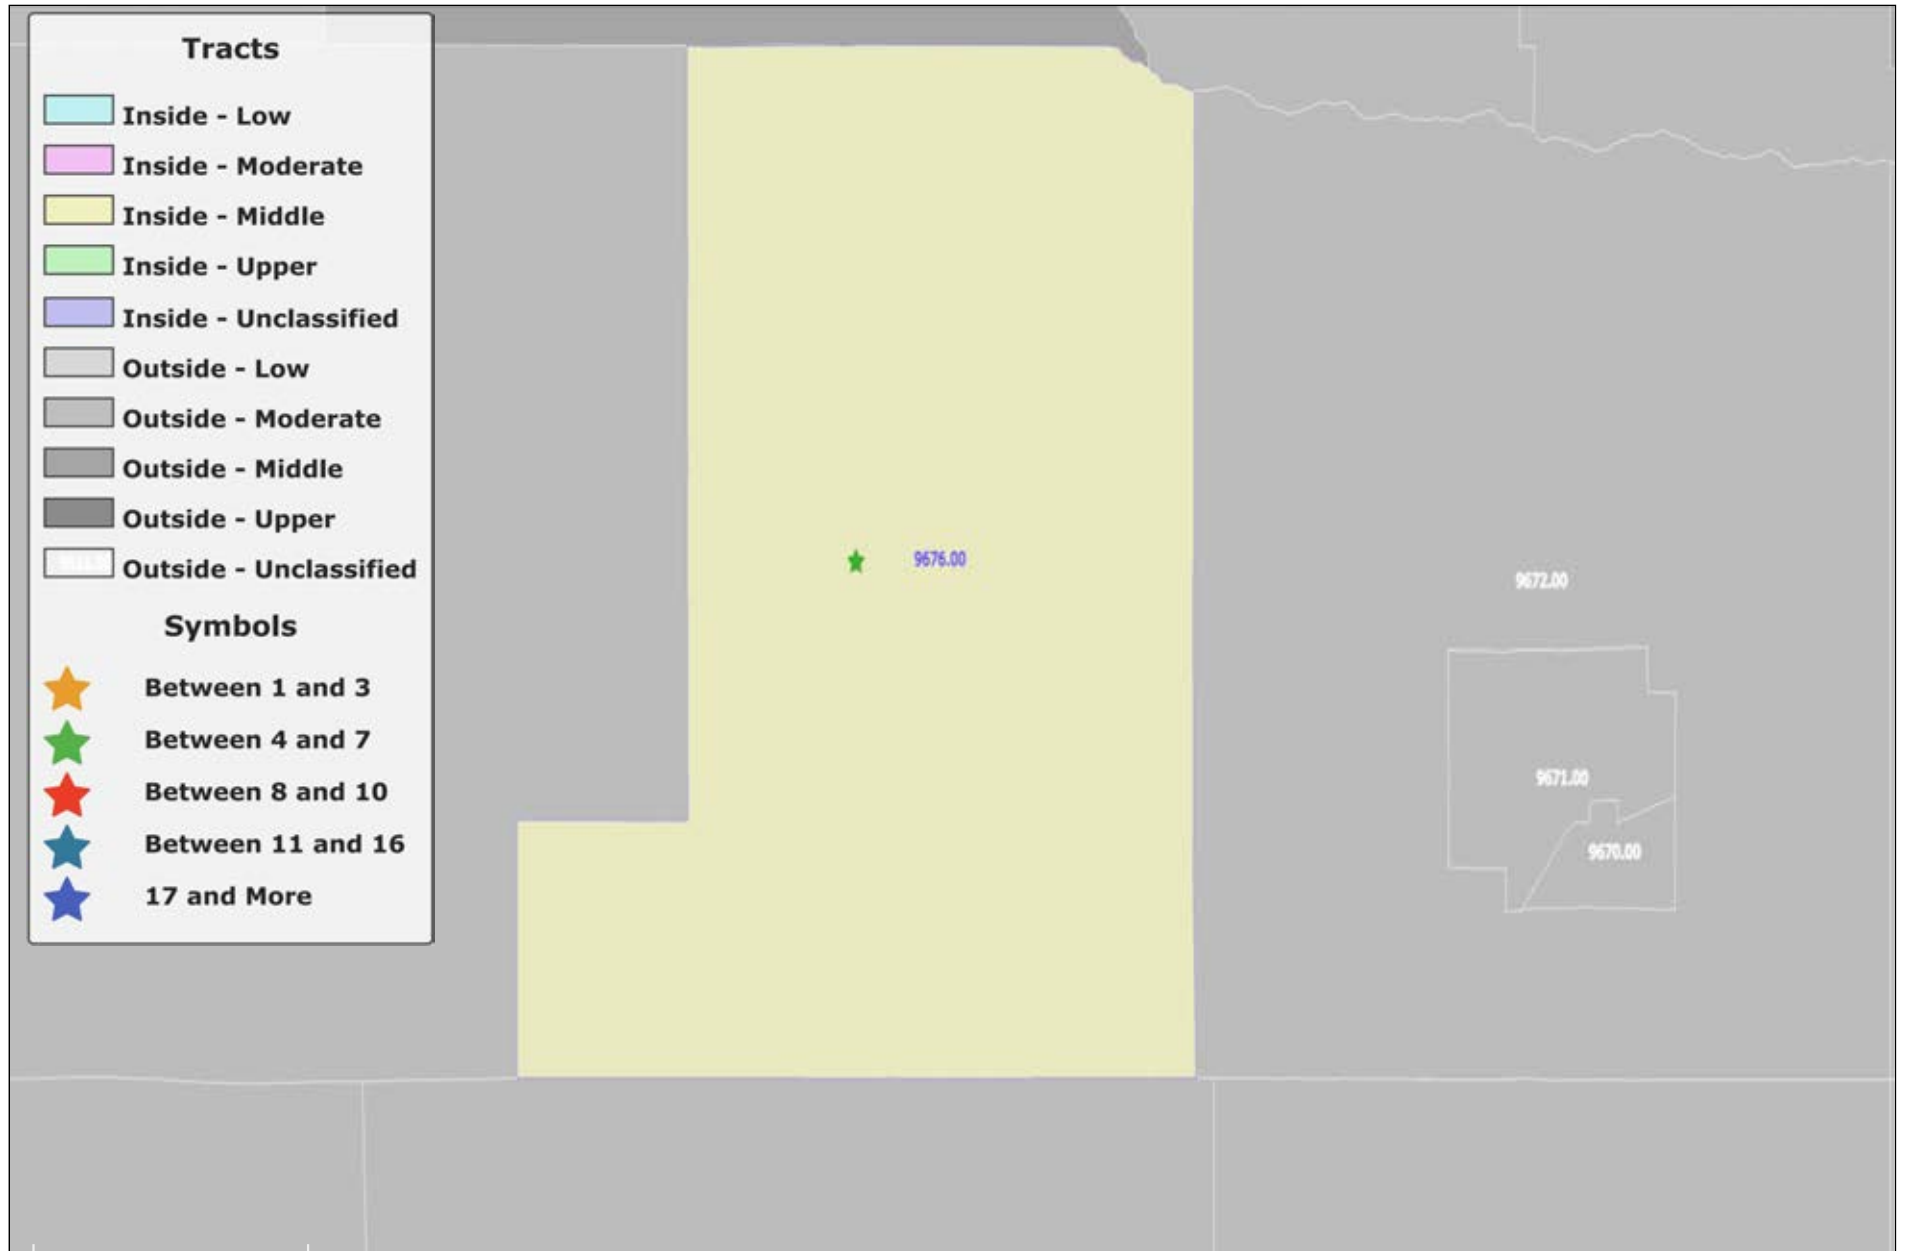 Tracts
Inside - Low
Inside - Moderate
Inside - Middle
Inside - Upper
Inside - Unclassified
Outside - Low
Outside - Moderate
Outside - Middle
Outside - Upper
Outside - Unclassified
Symbols
Between 1 and 3
Between 4 and 7
Between 8 and 10
Between 11 and 16
17 and More
9676.00
9672.00
9671.00
9670.00